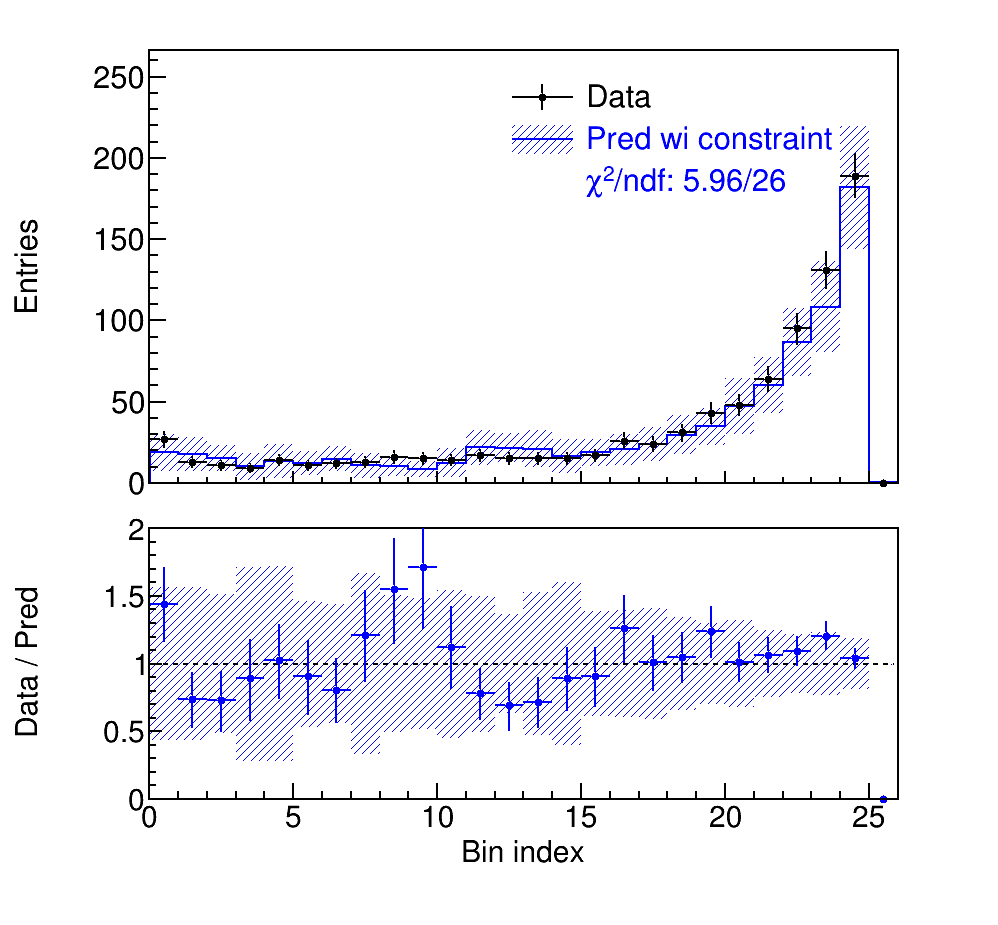 Entries
250
200
150
100
50
0
Data
Pred wi constraint
χ²/ndf: 5.96/26
Data / Pred
2
1.5
1
0.5
0
0 5 10 15 20 25
Bin index